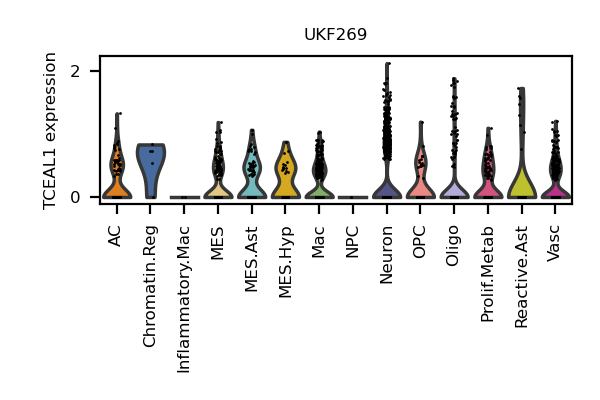 UKF269
TCEAL1 expression
2
0
AC
Chromatin.Reg
Inflammatory.Mac
MES
MES.Ast
MES.Hyp
Mac
NPC
Neuron
OPC
Oligo
Prolif.Metab
Reactive.Ast
Vasc